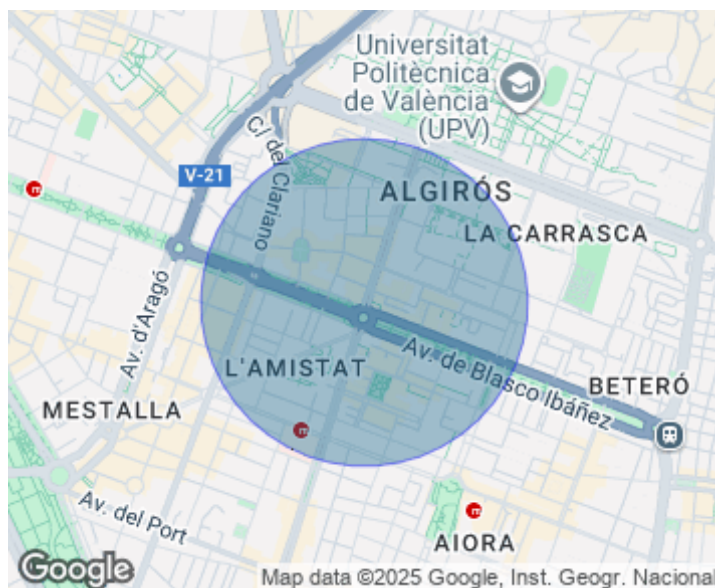 Universitat
Politècnica
de València
(UPV)
C/ del Clariano
V-21
ALGIRÓS
LA CARRASCA
Av. d'Aragó
L'AMISTAT
Av. de Blasco Ibáñez
BETERÓ
MESTALLA
m
m
m
Av. del Port
AIORA
Google
Map data ©2025 Google, Inst. Geogr. Nacional